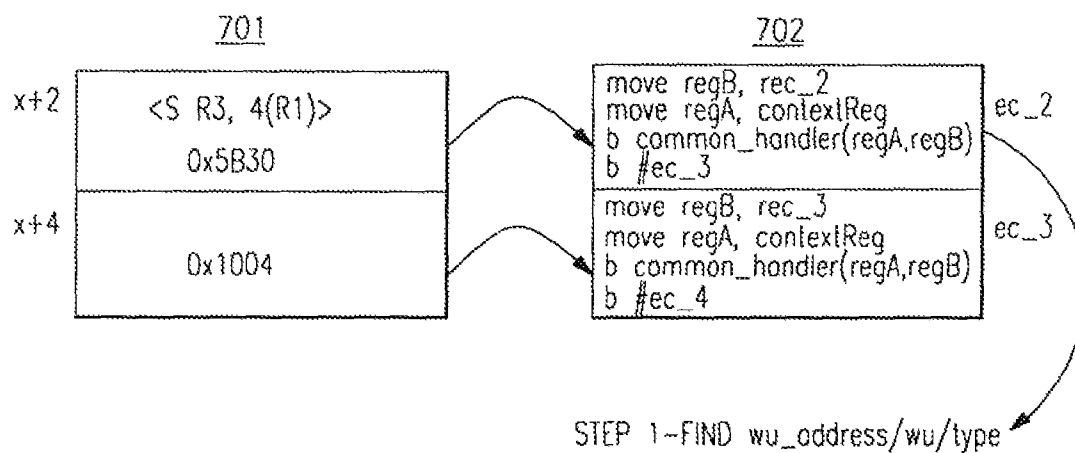 701
702
x+2
<S R3, 4(R1)>
0x5B30
move regB, rec_2
move regA, contextReg
b common_handler(regA,regB)
b #ec_3
ec_2
x+4
0x1004
move regB, rec_3
move regA, contextReg
b common_handler(regA,regB)
b #ec_4
ec_3
STEP 1-FIND wu_address/wu/type